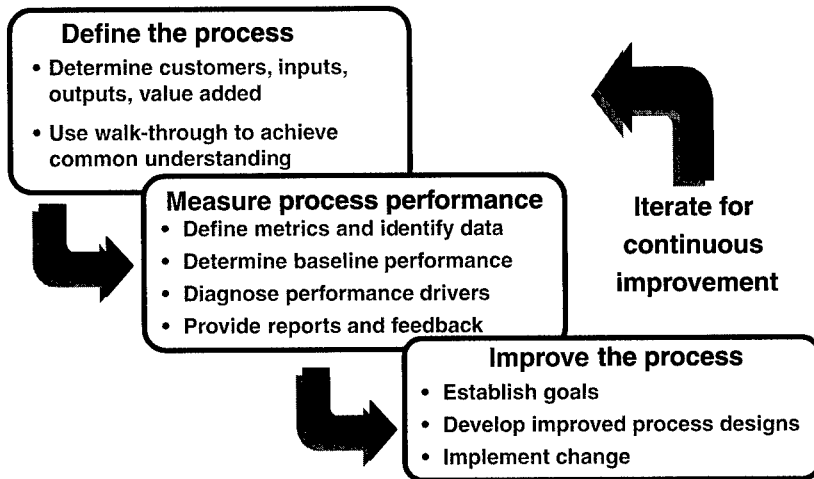 Define the process
• Determine customers, inputs,
outputs, value added
• Use walk-through to achieve
common understanding
Measure process performance
• Define metrics and identify data
• Determine baseline performance
• Diagnose performance drivers
• Provide reports and feedback
Iterate for
continuous
improvement
Improve the process
• Establish goals
• Develop improved process designs
• Implement change